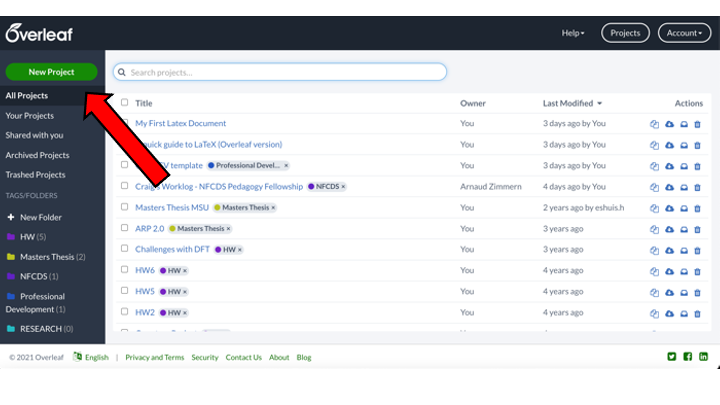 Overleaf
Help
Projects
Account
New Project
Search projects...
All Projects
Your Projects
Shared with you
Archived Projects
Trashed Projects
TAGS/FOLDERS
New Folder
HW (5)
Masters Thesis (2)
NFCDS (1)
Professional Development (1)
RESEARCH (0)
Title Owner Last Modified Actions
My First Latex Document You 3 days ago by You
quick guide to LaTeX (Overleaf version) You 3 days ago by You
template Professional Devel... × You 3 days ago by You
Craig's Worklog - NFCDS Pedagogy Fellowship NFCDS × Arnaud Zimmern 4 days ago by You
Masters Thesis MSU Masters Thesis × You 2 years ago by eshuis.h
ARP 2.0 Masters Thesis × You 3 years ago
Challenges with DFT HW × You 3 years ago
HW6 HW × You 4 years ago
HW5 HW × You 4 years ago
HW2 HW × You 4 years ago
© 2021 Overleaf English | Privacy and Terms Security Contact Us About Blog